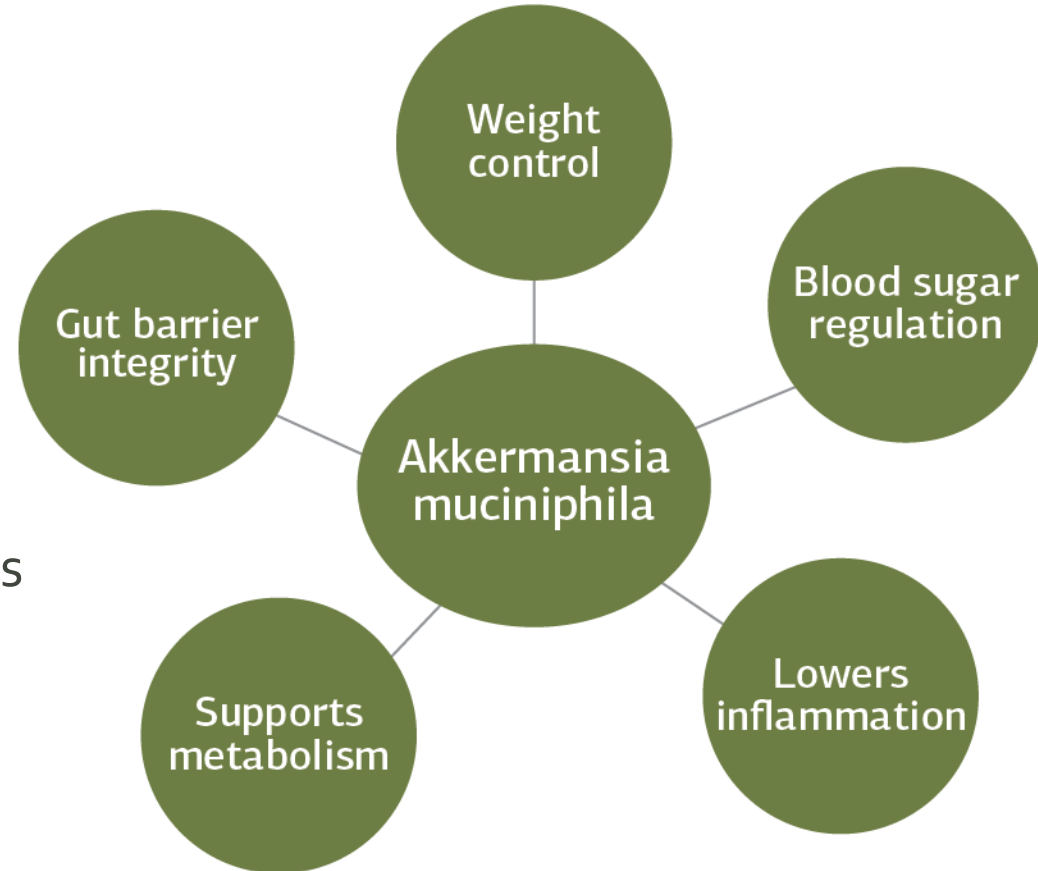 Weight
control
Blood sugar
regulation
Gut barrier
integrity
Akkermansia
muciniphila
s
Lowers
inflammation
Supports
metabolism